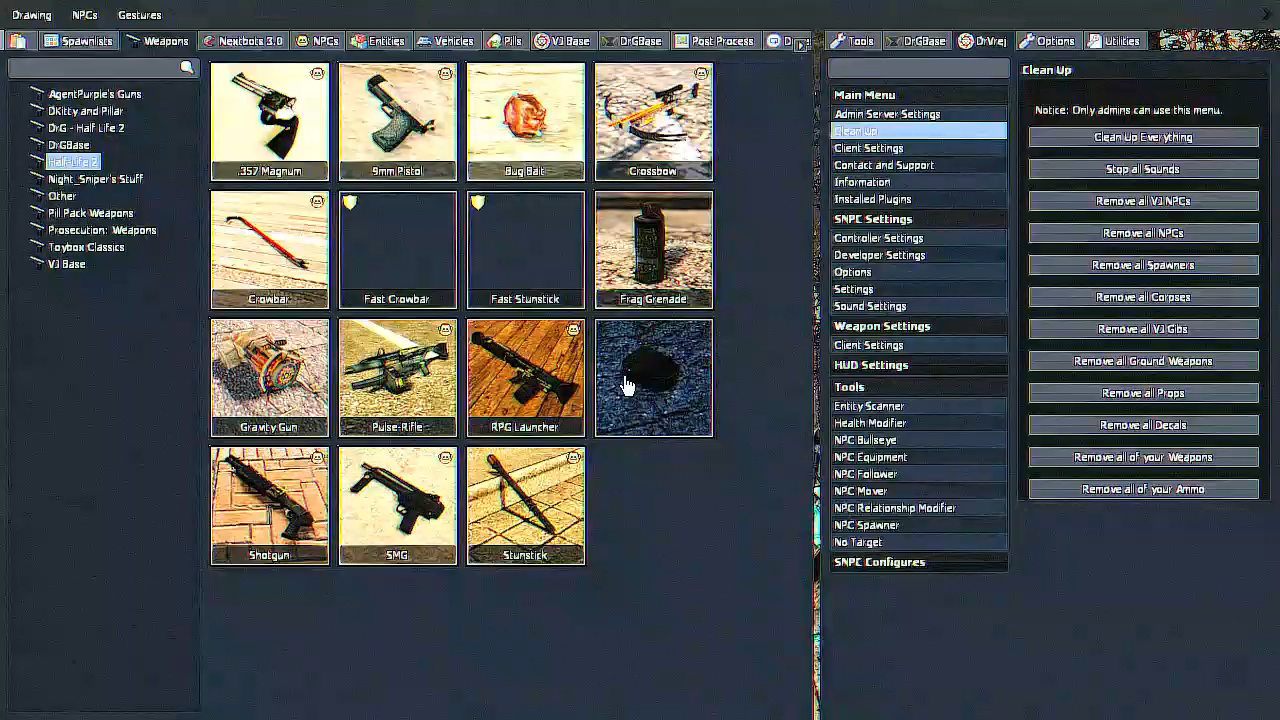 Drawing NPCs Gestures
Spawnlists Weapons Nextbots 3.0 NPCs Entities Vehicles Pills VJ Base DrGBase Post Process D
Tools DrGBase DrVrej Options Utilities
AgentPurple's Guns
DKitty and Pillar
DrG - Half Life 2
DrGBase
Half-Life 2
Night_Sniper's Stuff
Other
Pill Pack Weapons
Prosecution: Weapons
Toybox Classics
VJ Base
.357 Magnum
9mm Pistol
Bug Bait
Crossbow
Crowbar
Fast Crowbar
Fast Stunstick
Frag Grenade
Gravity Gun
Pulse-Rifle
RPG Launcher
Shotgun
SMG
Stunstick
Main Menu
Admin Server Settings
Clean Up
Client Settings
Contact and Support
Information
Installed Plugins
SNPC Settings
Controller Settings
Developer Settings
Options
Settings
Sound Settings
Weapon Settings
Client Settings
HUD Settings
Tools
Entity Scanner
Health Modifier
NPC Bullseye
NPC Equipment
NPC Follower
NPC Mover
NPC Relationship Modifier
NPC Spawner
No Target
SNPC Configures
Clean Up
Notice: Only admins can use this menu.
Clean Up Everything
Stop all Sounds
Remove all VJ NPCs
Remove all NPCs
Remove all Spawners
Remove all Corpses
Remove all VJ Gibs
Remove all Ground Weapons
Remove all Props
Remove all Decals
Remove all of your Weapons
Remove all of your Ammo